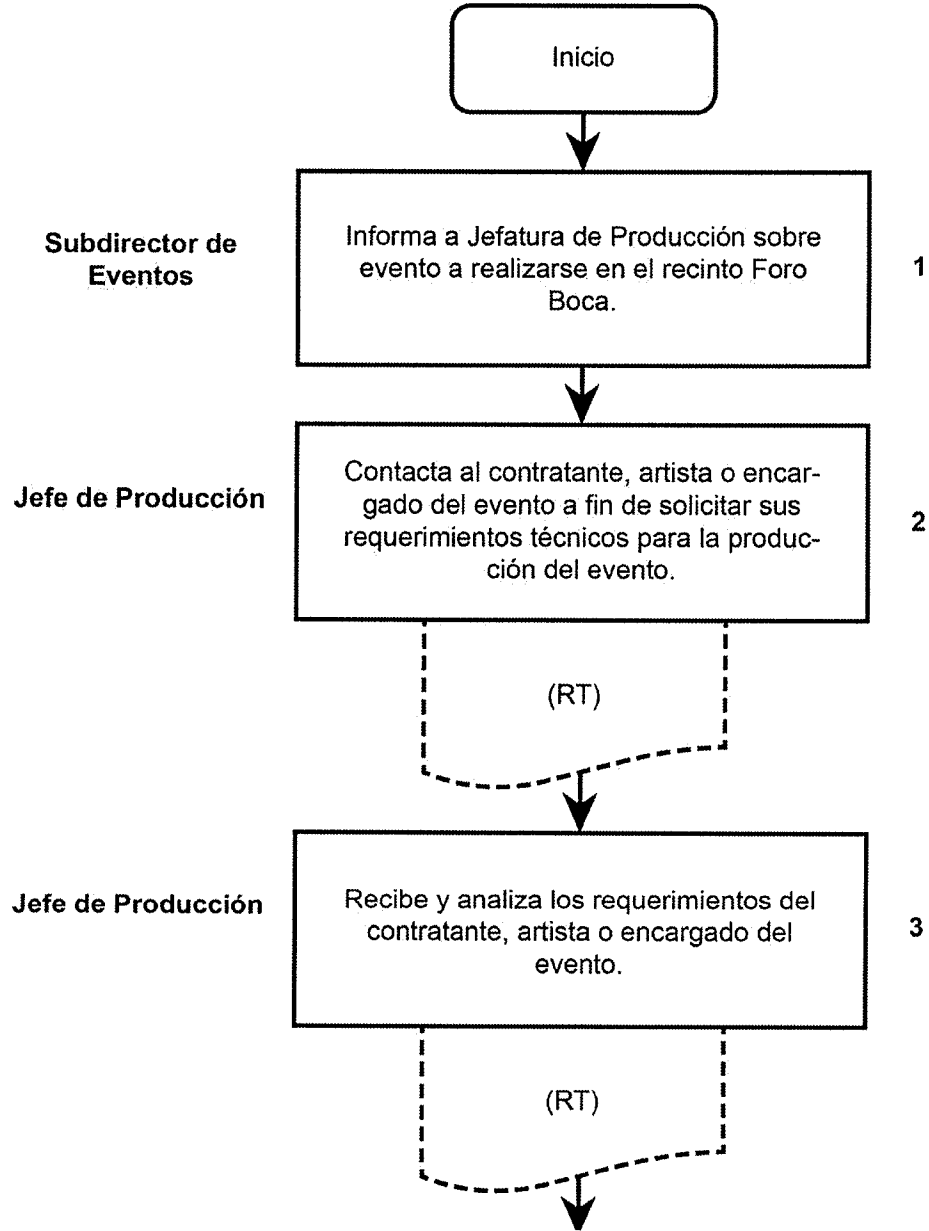 Inicio
Subdirector de
Eventos
Informa a Jefatura de Producción sobre
evento a realizarse en el recinto Foro
Boca.
1
Jefe de Producción
Contacta al contratante, artista o encar-
gado del evento a fin de solicitar sus
requerimientos técnicos para la produc-
ción del evento.
2
(RT)
Jefe de Producción
Recibe y analiza los requerimientos del
contratante, artista o encargado del
evento.
3
(RT)